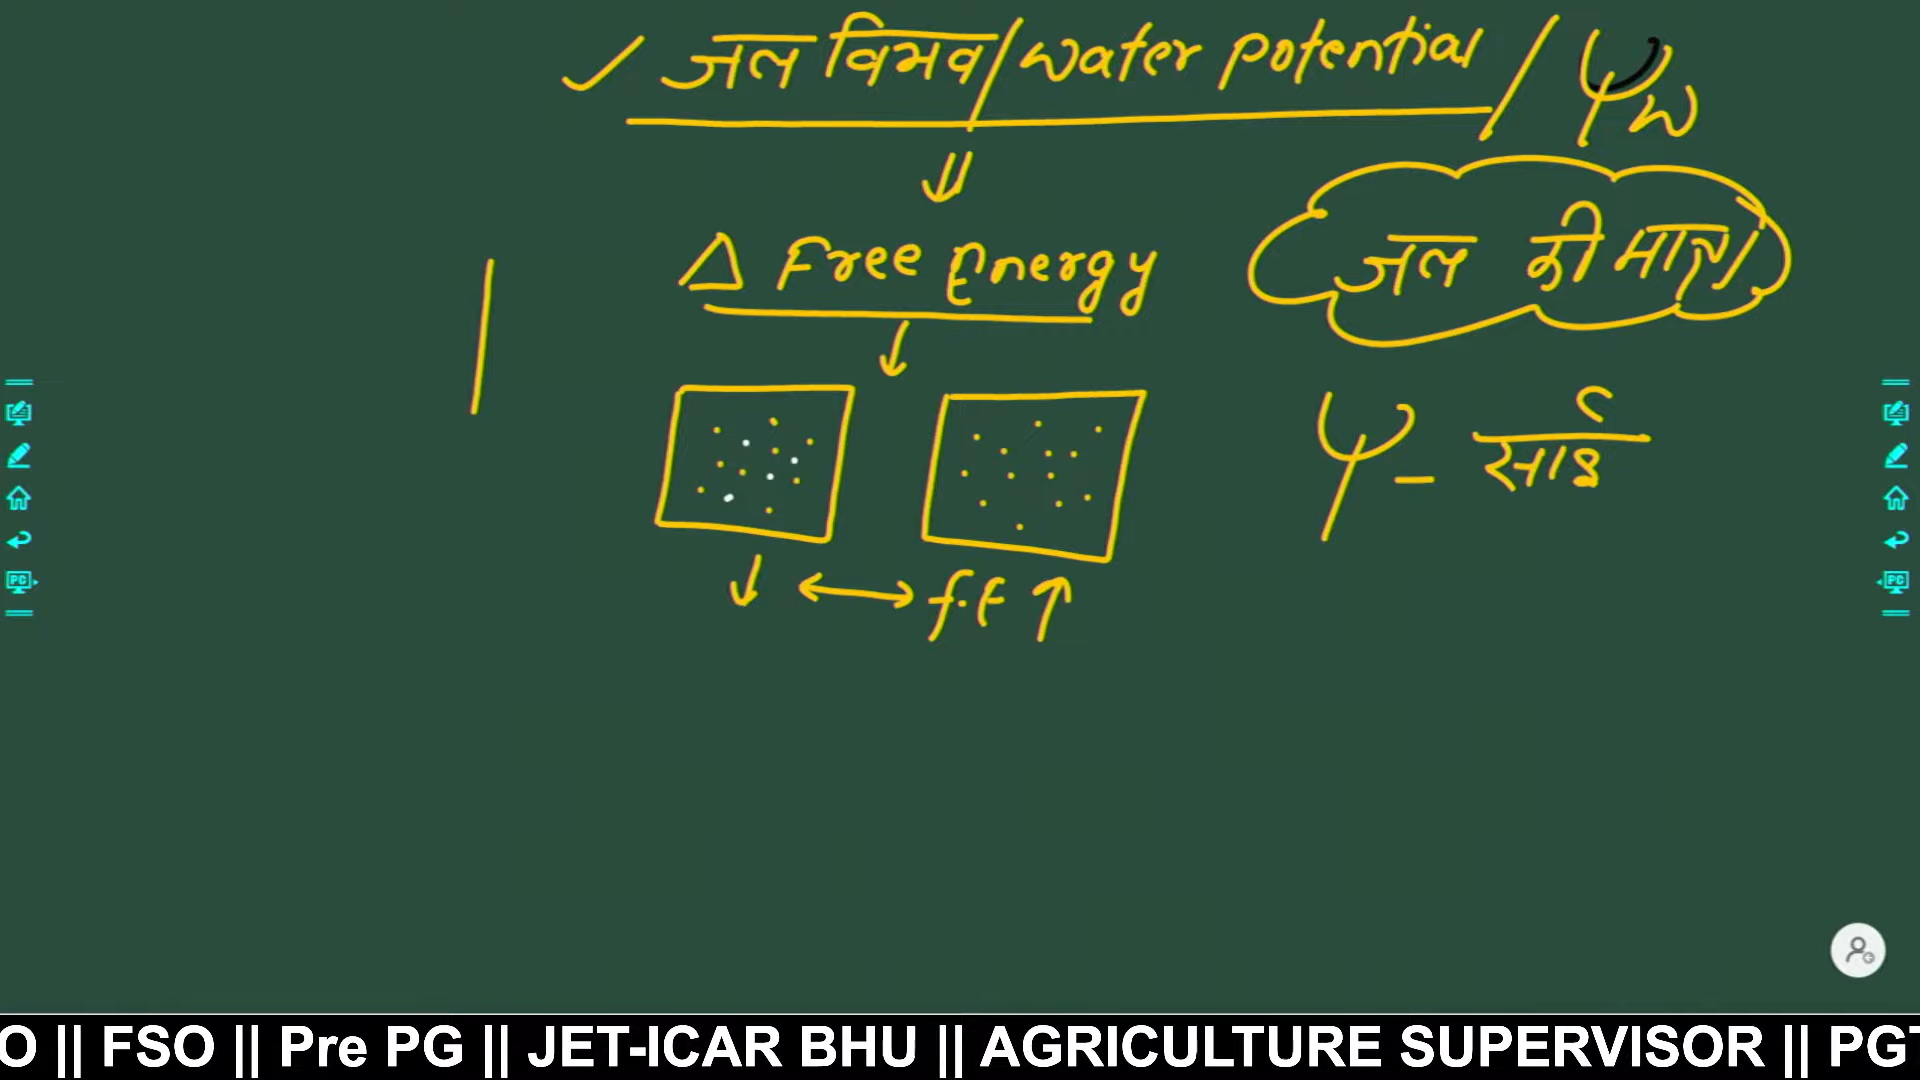 जल विभव/water potential/Ψw
Δ Free Energy
जल की मात्रा
Ψ -
f.E ↑
O || FSO || Pre PG || JET-ICAR BHU || AGRICULTURE SUPERVISOR || PGT